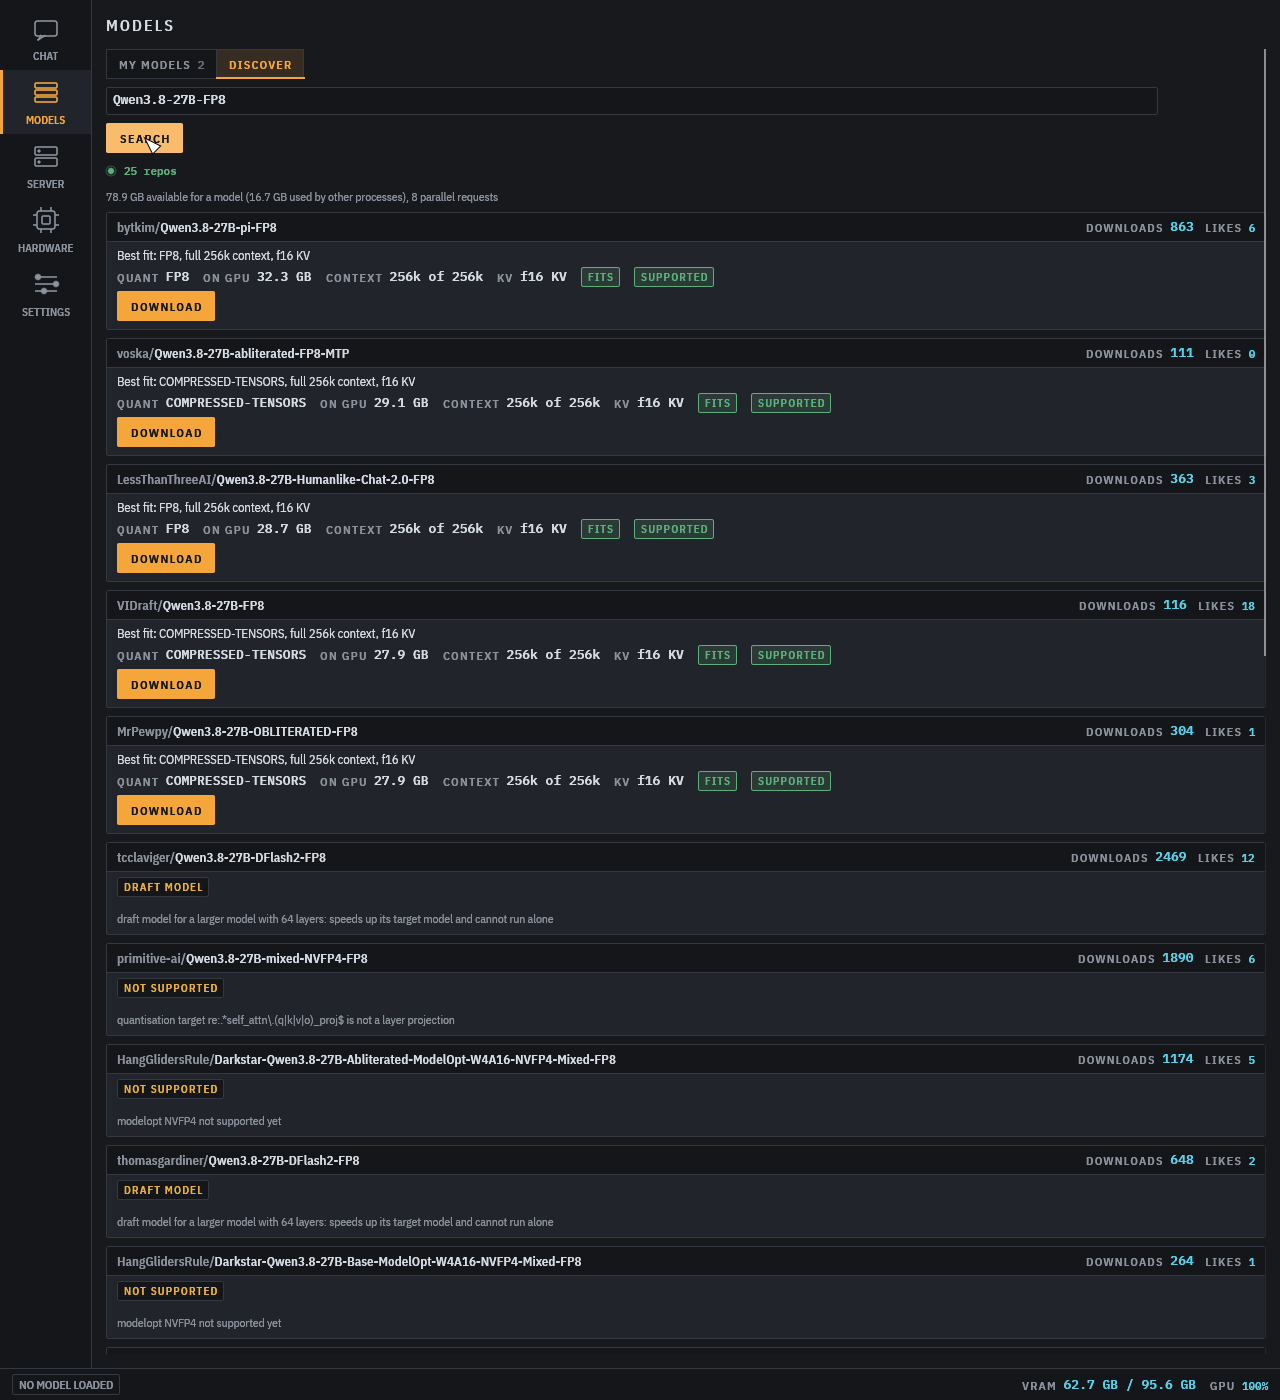 MODELS
CHAT
MODELS
SERVER
HARDWARE
SETTINGS
MY MODELS 2 DISCOVER
Qwen3.8-27B-FP8
SEARCH
25 repos
78.9 GB available for a model (16.7 GB used by other processes), 8 parallel requests
bytkim/Qwen3.8-27B-pi-FP8 DOWNLOADS 863 LIKES 6
Best fit: FP8, full 256k context, f16 KV
QUANT FP8 ON GPU 32.3 GB CONTEXT 256k of 256k KV f16 KV FITS SUPPORTED
DOWNLOAD
voska/Qwen3.8-27B-abliterated-FP8-MTP DOWNLOADS 111 LIKES 0
Best fit: COMPRESSED-TENSORS, full 256k context, f16 KV
QUANT COMPRESSED-TENSORS ON GPU 29.1 GB CONTEXT 256k of 256k KV f16 KV FITS SUPPORTED
DOWNLOAD
LessThanThreeAI/Qwen3.8-27B-Humanlike-Chat-2.0-FP8 DOWNLOADS 363 LIKES 3
Best fit: FP8, full 256k context, f16 KV
QUANT FP8 ON GPU 28.7 GB CONTEXT 256k of 256k KV f16 KV FITS SUPPORTED
DOWNLOAD
VIDraft/Qwen3.8-27B-FP8 DOWNLOADS 116 LIKES 18
Best fit: COMPRESSED-TENSORS, full 256k context, f16 KV
QUANT COMPRESSED-TENSORS ON GPU 27.9 GB CONTEXT 256k of 256k KV f16 KV FITS SUPPORTED
DOWNLOAD
MrPewpy/Qwen3.8-27B-OBLITERATED-FP8 DOWNLOADS 304 LIKES 1
Best fit: COMPRESSED-TENSORS, full 256k context, f16 KV
QUANT COMPRESSED-TENSORS ON GPU 27.9 GB CONTEXT 256k of 256k KV f16 KV FITS SUPPORTED
DOWNLOAD
tcclaviger/Qwen3.8-27B-DFlash2-FP8 DOWNLOADS 2469 LIKES 12
DRAFT MODEL
draft model for a larger model with 64 layers: speeds up its target model and cannot run alone
primitive-ai/Qwen3.8-27B-mixed-NVFP4-FP8 DOWNLOADS 1890 LIKES 6
NOT SUPPORTED
quantisation target re:.*self_attn\.(q|k|v|o)_proj$ is not a layer projection
HangGlidersRule/Darkstar-Qwen3.8-27B-Abliterated-ModelOpt-W4A16-NVFP4-Mixed-FP8 DOWNLOADS 1174 LIKES 5
NOT SUPPORTED
modelopt NVFP4 not supported yet
thomasgardiner/Qwen3.8-27B-DFlash2-FP8 DOWNLOADS 648 LIKES 2
DRAFT MODEL
draft model for a larger model with 64 layers: speeds up its target model and cannot run alone
HangGlidersRule/Darkstar-Qwen3.8-27B-Base-ModelOpt-W4A16-NVFP4-Mixed-FP8 DOWNLOADS 264 LIKES 1
NOT SUPPORTED
modelopt NVFP4 not supported yet
NO MODEL LOADED VRAM 62.7 GB / 95.6 GB GPU 100%